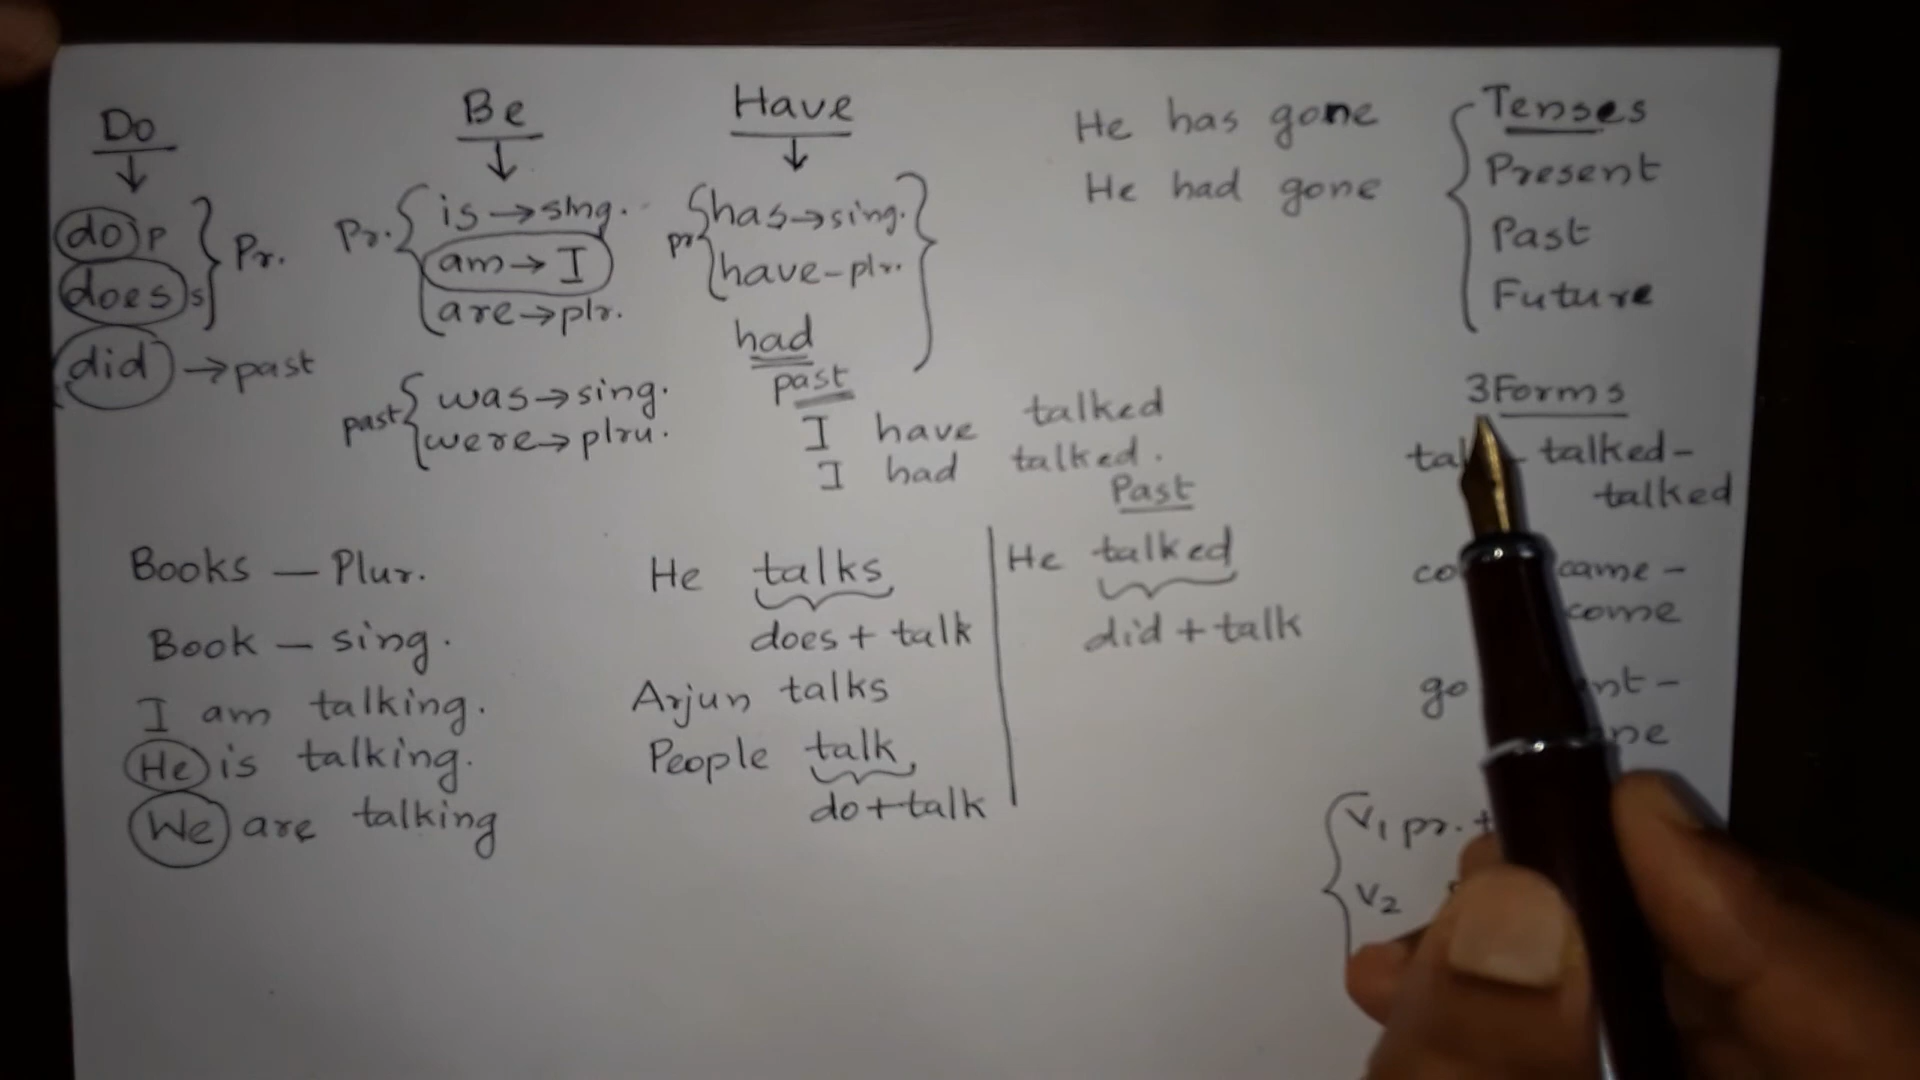 Do
do p
does s
Pr.
did → past
Be
Pr.
is → sing.
am → I
are → plr.
past
was → sing.
were → plru.
Have
pr
has → sing.
have - plr.
had
past
I have talked
I had talked.
He has gone
He had gone
Tenses
Present
Past
Future
3 Forms
talked -
talked
came -
come
go
V1 pr. +
V2
Books — Plur.
Book — sing.
I am talking.
He is talking.
We are talking
He talks
does + talk
Arjun talks
People talk
do + talk
Past
He talked
did + talk